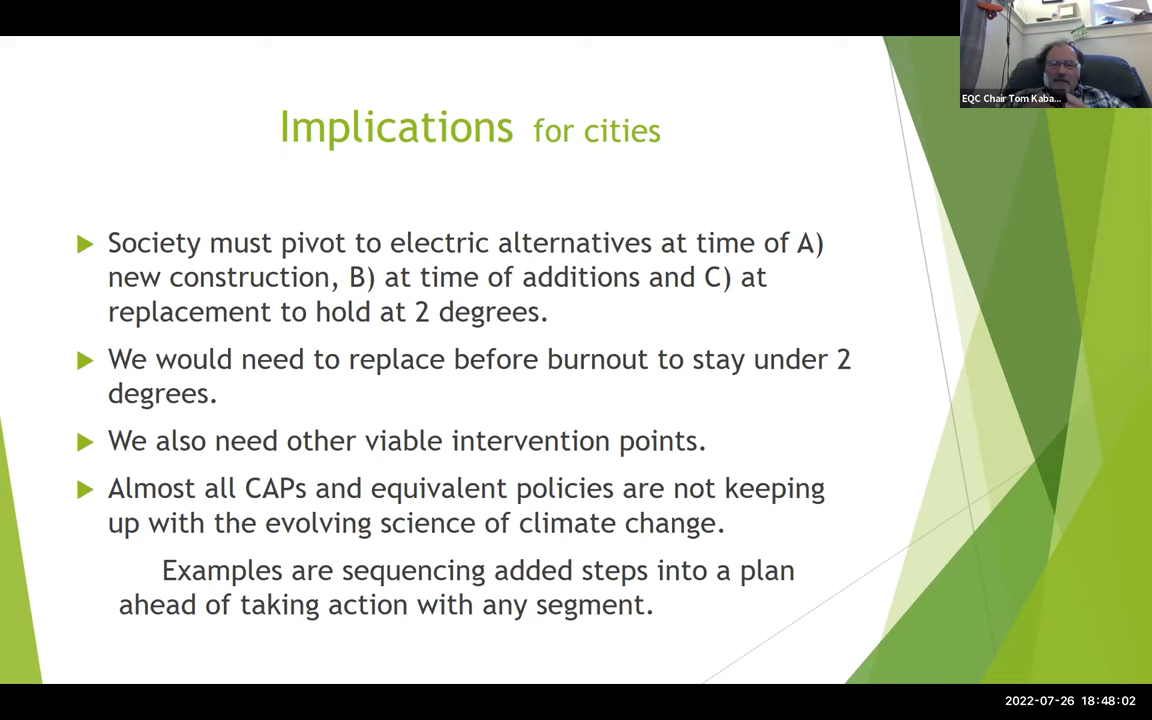 EQC Chair Tom Kaba...
Implications for cities
Society must pivot to electric alternatives at time of A)
new construction, B) at time of additions and C) at
replacement to hold at 2 degrees.
We would need to replace before burnout to stay under 2
degrees.
We also need other viable intervention points.
Almost all CAPs and equivalent policies are not keeping
up with the evolving science of climate change.
Examples are sequencing added steps into a plan
ahead of taking action with any segment.
2022-07-26 18:48:02